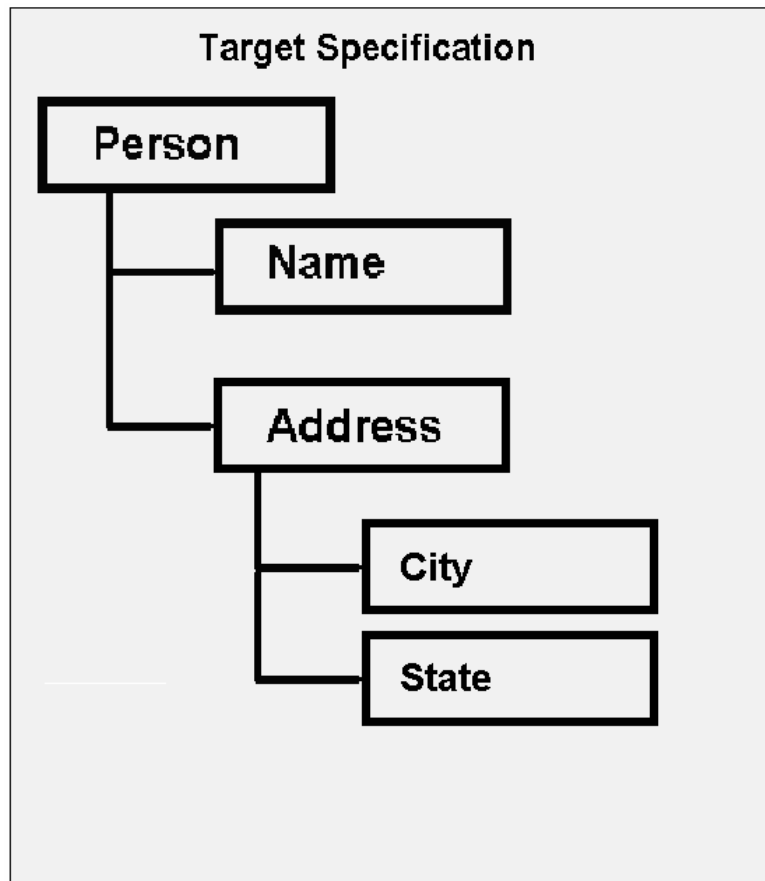 Target Specification
Person
Name
Address
City
State